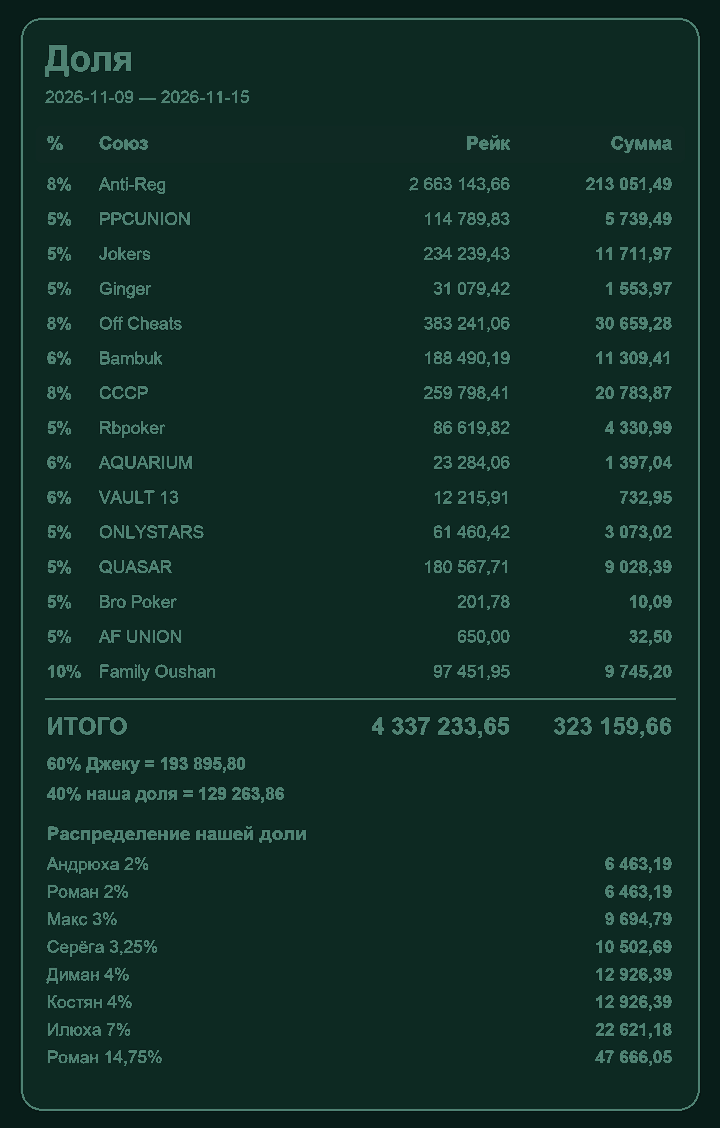 Доля
2026-11-09 — 2026-11-15
% Союз Рейк Сумма
8% Anti-Reg 2 663 143,66 213 051,49
5% PPCUNION 114 789,83 5 739,49
5% Jokers 234 239,43 11 711,97
5% Ginger 31 079,42 1 553,97
8% Off Cheats 383 241,06 30 659,28
6% Bambuk 188 490,19 11 309,41
8% CCCP 259 798,41 20 783,87
5% Rbpoker 86 619,82 4 330,99
6% AQUARIUM 23 284,06 1 397,04
6% VAULT 13 12 215,91 732,95
5% ONLYSTARS 61 460,42 3 073,02
5% QUASAR 180 567,71 9 028,39
5% Bro Poker 201,78 10,09
5% AF UNION 650,00 32,50
10% Family Oushan 97 451,95 9 745,20
ИТОГО 4 337 233,65 323 159,66
60% Джеку = 193 895,80
40% наша доля = 129 263,86
Распределение нашей доли
Андрюха 2% 6 463,19
Роман 2% 6 463,19
Макс 3% 9 694,79
Серёга 3,25% 10 502,69
Диман 4% 12 926,39
Костян 4% 12 926,39
Илюха 7% 22 621,18
Роман 14,75% 47 666,05